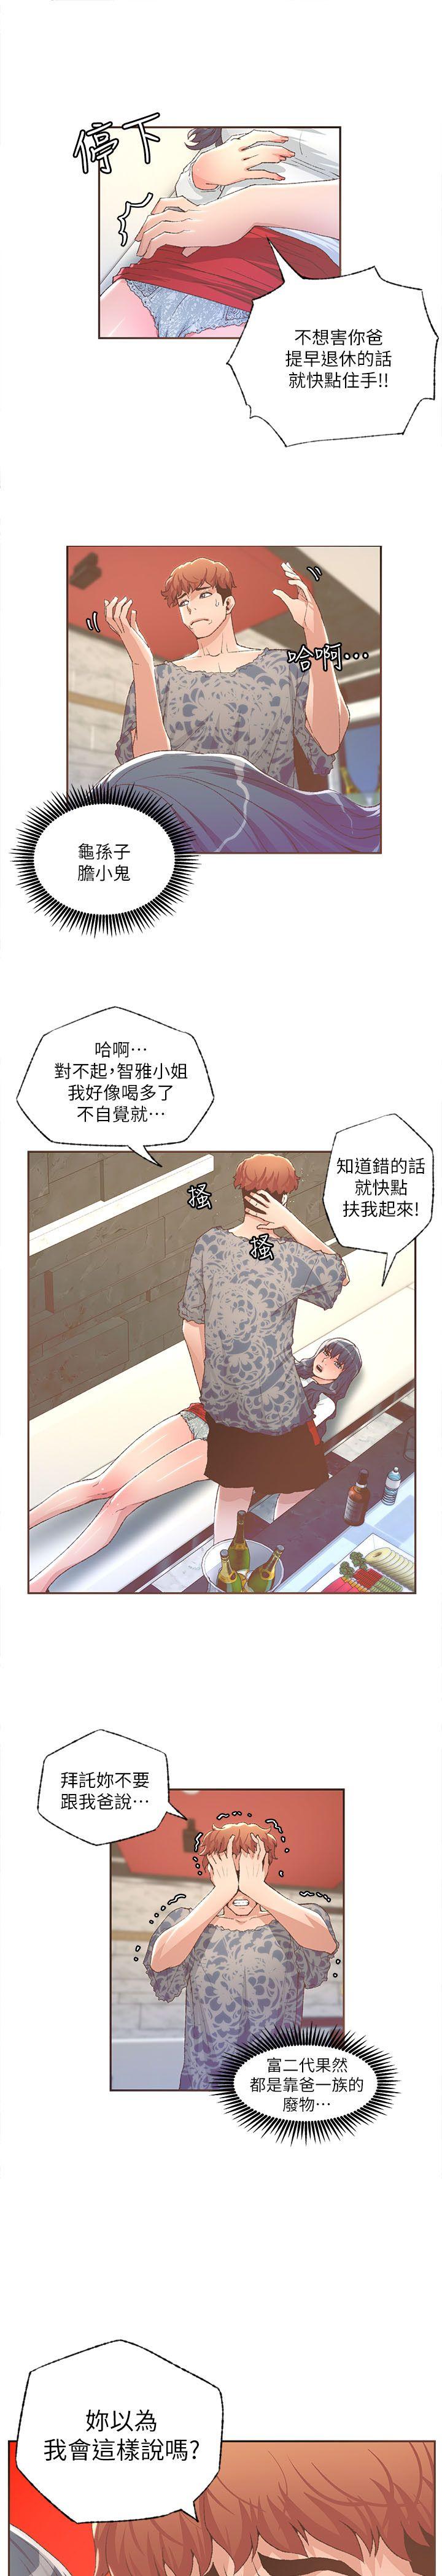 停下
不想害你爸
提早退休的話
就快點住手!!
哈啊…
龜孫子
膽小鬼
哈啊…
對不起,智雅小姐
我好像喝多了
不自覺就…
知道錯的話
就快點
扶我起來!
搔
搔
拜託妳不要
跟我爸說…
富二代果然
都是靠爸一族的
廢物…
妳以為
我會這樣說嗎?